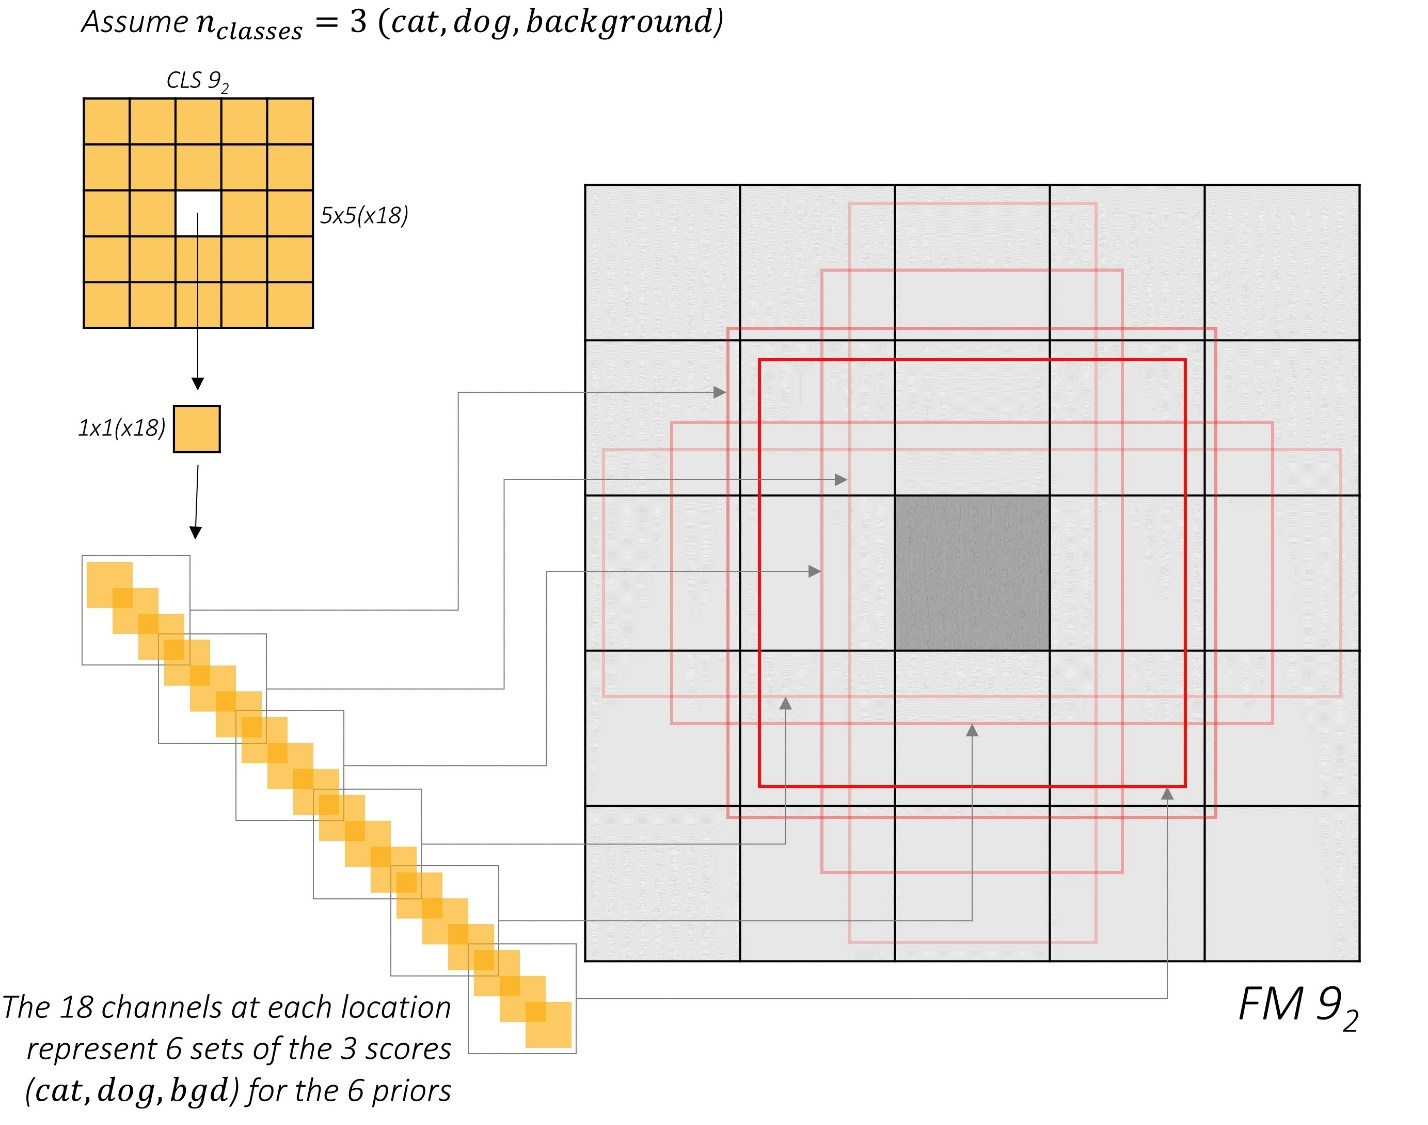 Assume n_classes = 3 (cat, dog, background)
CLS 9_2
5x5(x18)
1x1(x18)
The 18 channels at each location
represent 6 sets of the 3 scores
(cat, dog, bgd) for the 6 priors
FM 9_2